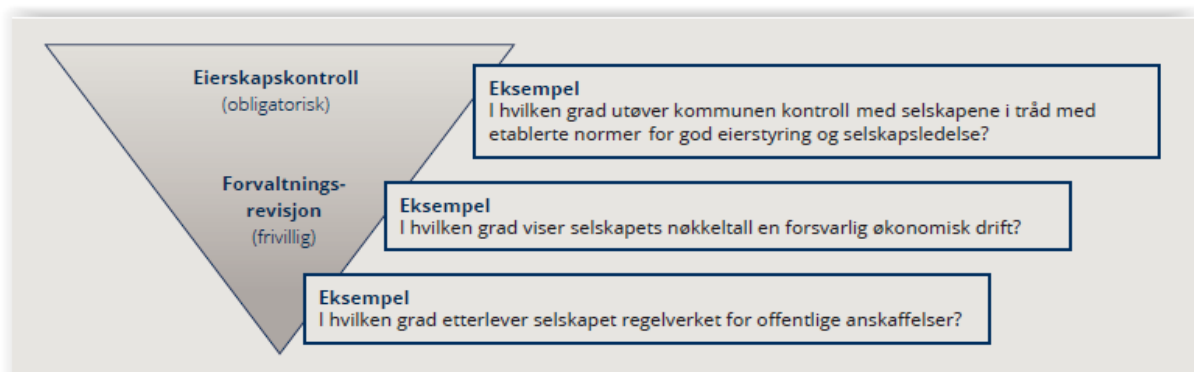 Eierskapskontroll
(obligatorisk)
Eksempel
I hvilken grad utøver kommunen kontroll med selskapene i tråd med
etablerte normer for god eierstyring og selskapsledelse?
Forvaltnings-
revisjon
(frivillig)
Eksempel
I hvilken grad viser selskapets nøkkeltall en forsvarlig økonomisk drift?
Eksempel
I hvilken grad etterlever selskapet regelverket for offentlige anskaffelser?